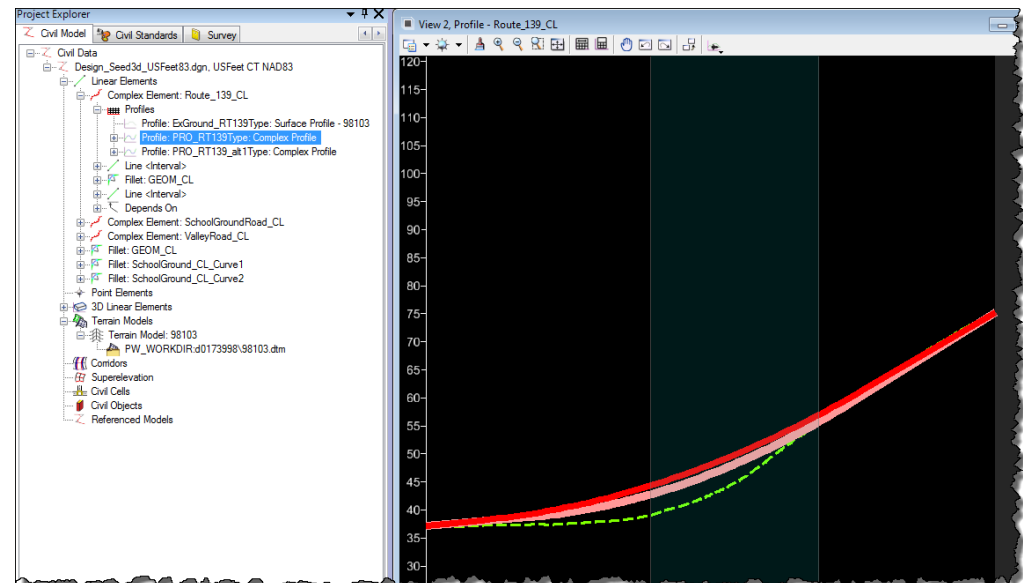 Project Explorer
Civil Model
Civil Standards
Survey
Civil Data
Design_Seed3d_USFeet83.dgn, USFeet CT NAD83
Linear Elements
Complex Element: Route_139_CL
Profiles
Profile: ExGround_RT139Type: Surface Profile - 98103
Profile: PRO_RT139Type: Complex Profile
Profile: PRO_RT139_alt1Type: Complex Profile
Line <Interval>
Fillet: GEOM_CL
Line <Interval>
Depends On
Complex Element: SchoolGroundRoad_CL
Complex Element: ValleyRoad_CL
Fillet: GEOM_CL
Fillet: SchoolGround_CL_Curve1
Fillet: SchoolGround_CL_Curve2
Point Elements
3D Linear Elements
Terrain Models
Terrain Model: 98103
PW_WORKDIR:d0173998\98103.dtm
Corridors
Superelevation
Civil Cells
Civil Objects
Referenced Models
View 2, Profile - Route_139_CL
120
115
110
105
100
95
90
85
80
75
70
65
60
55
50
45
40
35
30